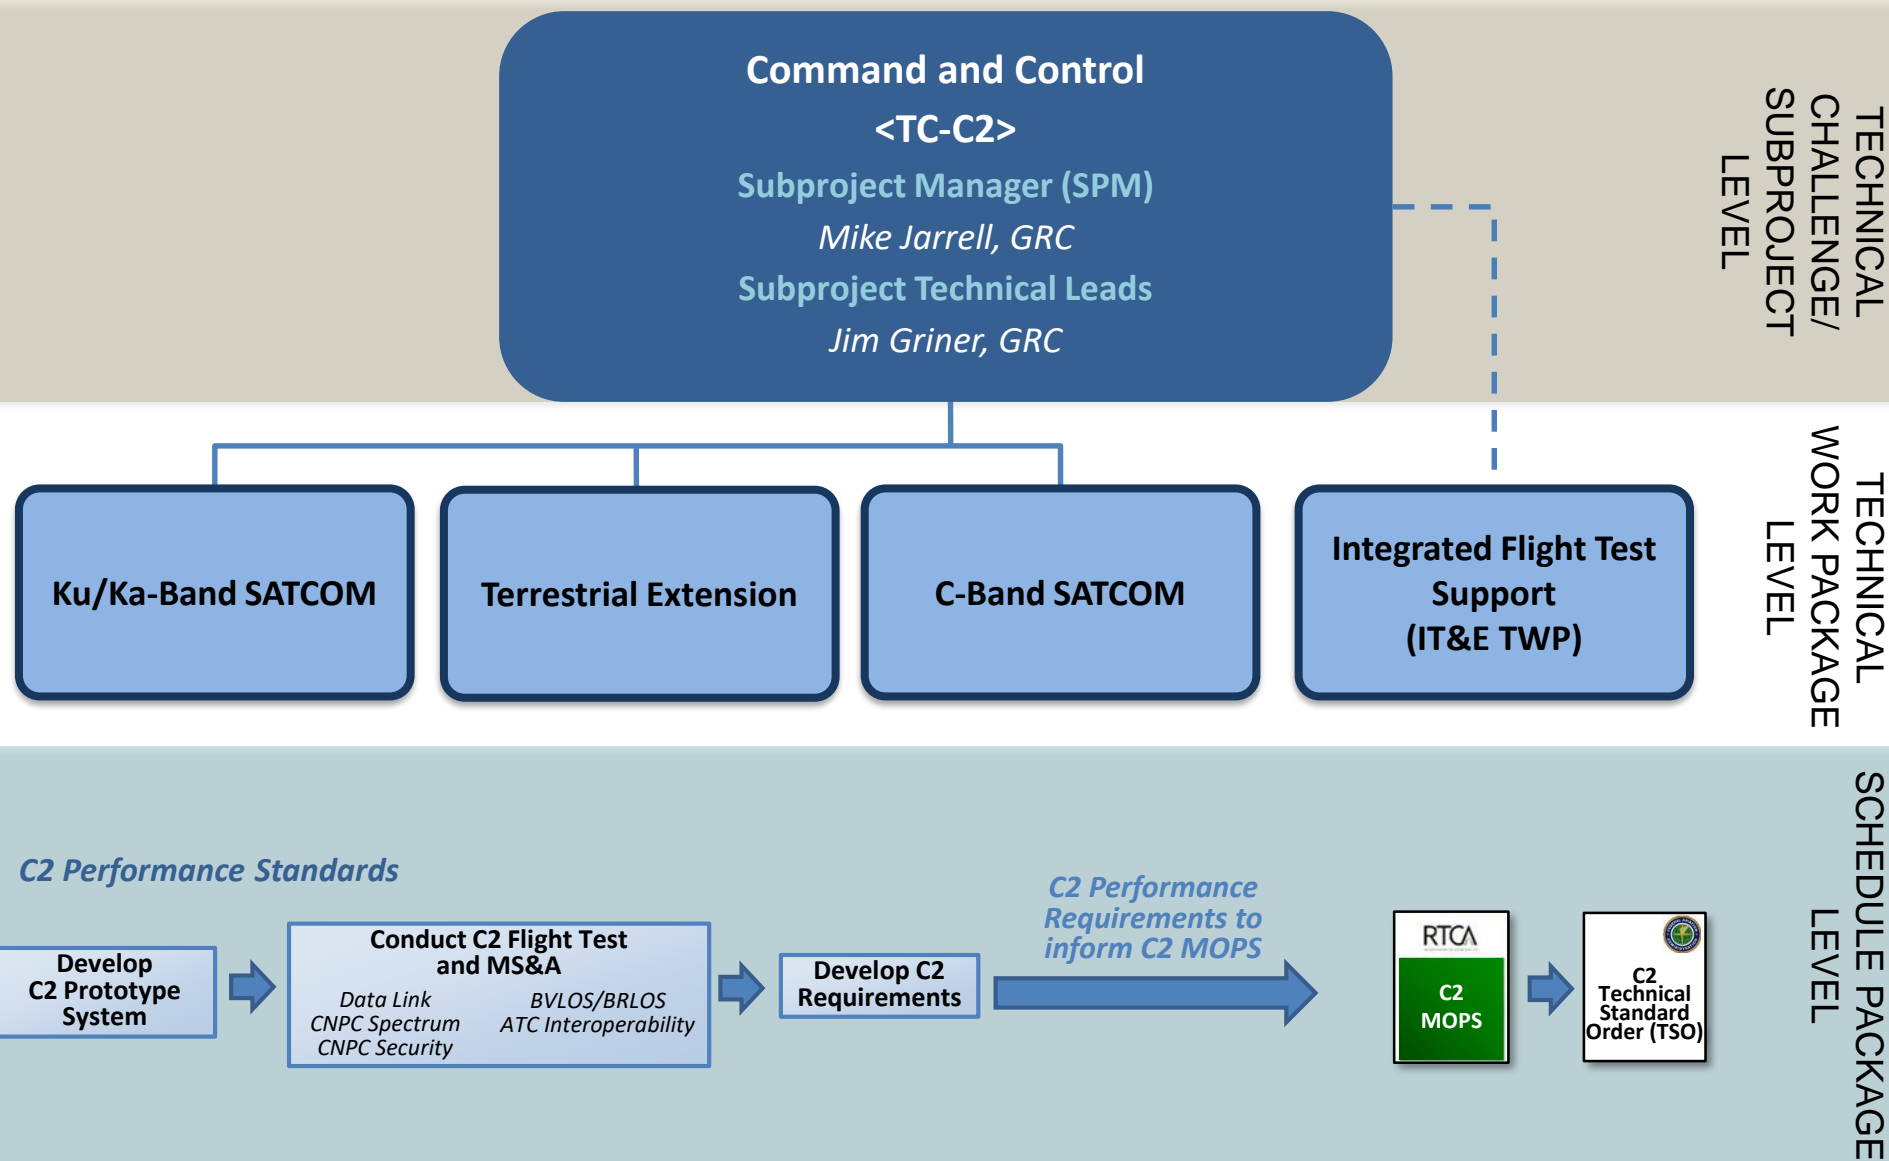 Command and Control
<TC-C2>
Subproject Manager (SPM)
Mike Jarrell, GRC
Subproject Technical Leads
Jim Griner, GRC
TECHNICAL
CHALLENGE/
SUBPROJECT
LEVEL
Ku/Ka-Band SATCOM
Terrestrial Extension
C-Band SATCOM
Integrated Flight Test
Support
(IT&E TWP)
TECHNICAL
WORK PACKAGE
LEVEL
C2 Performance Standards
Develop
C2 Prototype
System
Conduct C2 Flight Test
and MS&A
Data Link
CNPC Spectrum
CNPC Security
BVLOS/BRLOS
ATC Interoperability
Develop C2
Requirements
C2 Performance
Requirements to
inform C2 MOPS
RTCA
C2
MOPS
C2
Technical
Standard
Order (TSO)
SCHEDULE PACKAGE
LEVEL